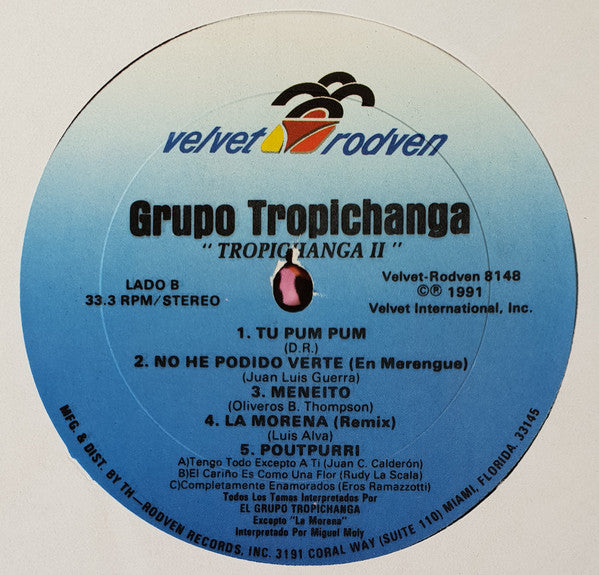 velvet rodven
Grupo Tropichanga
" TROPICHANGA II "
LADO B
33.3 RPM/STEREO
Velvet-Rodven 8148
©℗ 1991
Velvet International, Inc.
1. TU PUM PUM
(D.R.)
2. NO HE PODIDO VERTE (En Merengue)
(Juan Luis Guerra)
3. MENEITO
(Oliveros B. Thompson)
4. LA MORENA (Remix)
(Luis Alva)
5. POUTPURRI
A)Tengo Todo Excepto A Ti (Juan C. Calderón)
B)El Cariño Es Como Una Flor (Rudy La Scala)
C)Completamente Enamorados (Eros Ramazzotti)
Todos Los Temas Interpretados Por
EL GRUPO TROPICHANGA
Excepto "La Morena"
Interpretado Por Miguel Moly
MFG. & DIST. BY TH—RODVEN RECORDS, INC. 3191 CORAL WAY (SUITE 110) MIAMI, FLORIDA, 33145